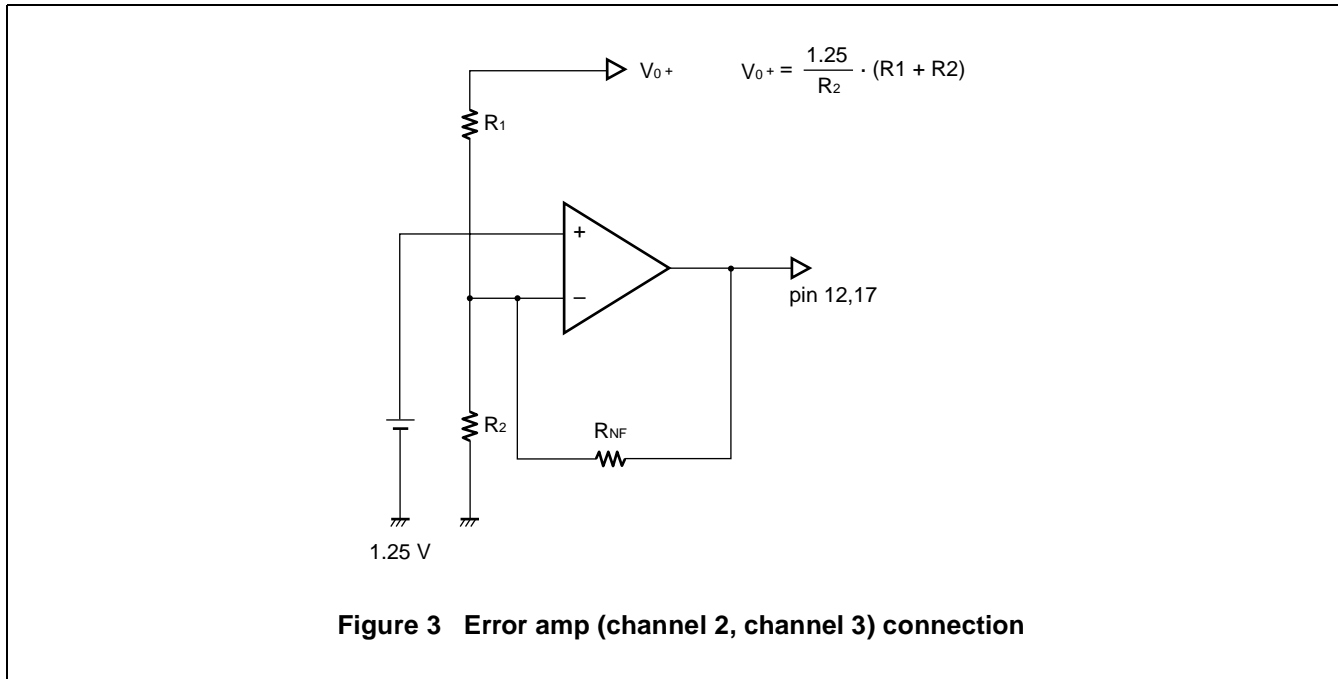 V0+
V0+ = 1.25 / R2 · (R1 + R2)
R1
+
−
pin 12,17
R2
RNF
1.25 V
Figure 3 Error amp (channel 2, channel 3) connection